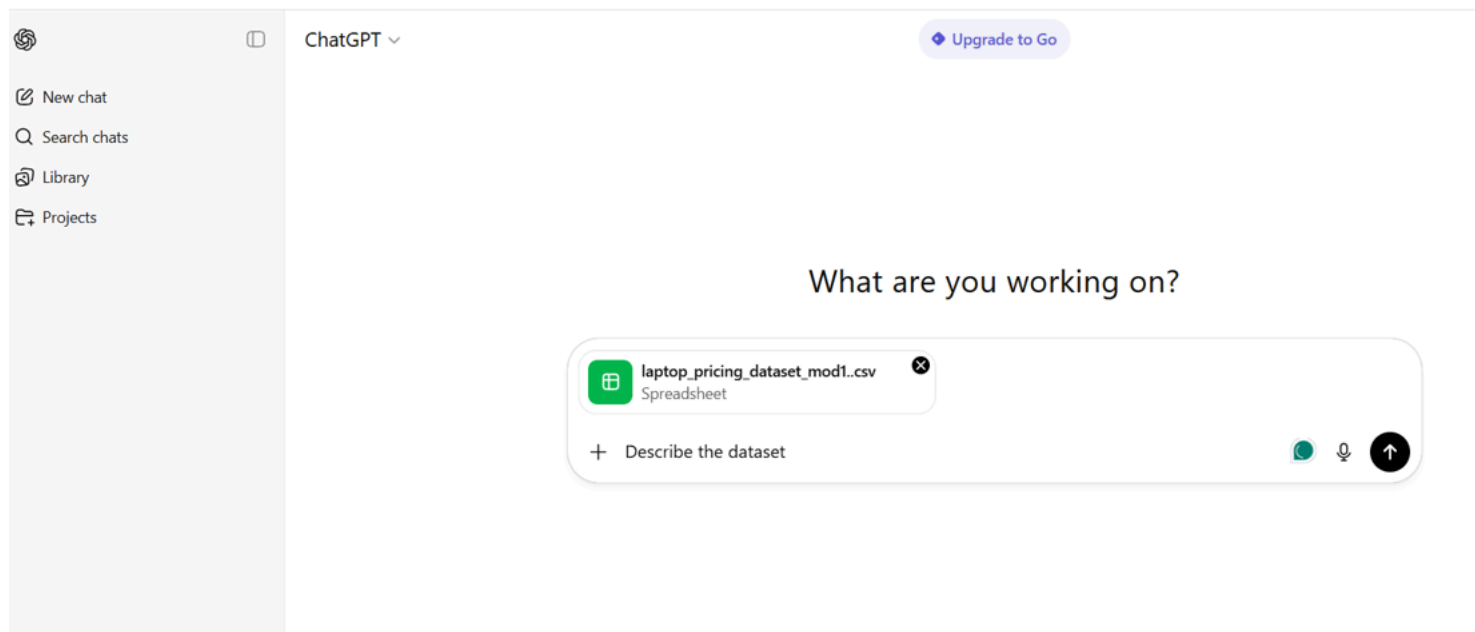 ChatGPT
Upgrade to Go
New chat
Search chats
Library
Projects
What are you working on?
laptop_pricing_dataset_mod1..csv
Spreadsheet
Describe the dataset